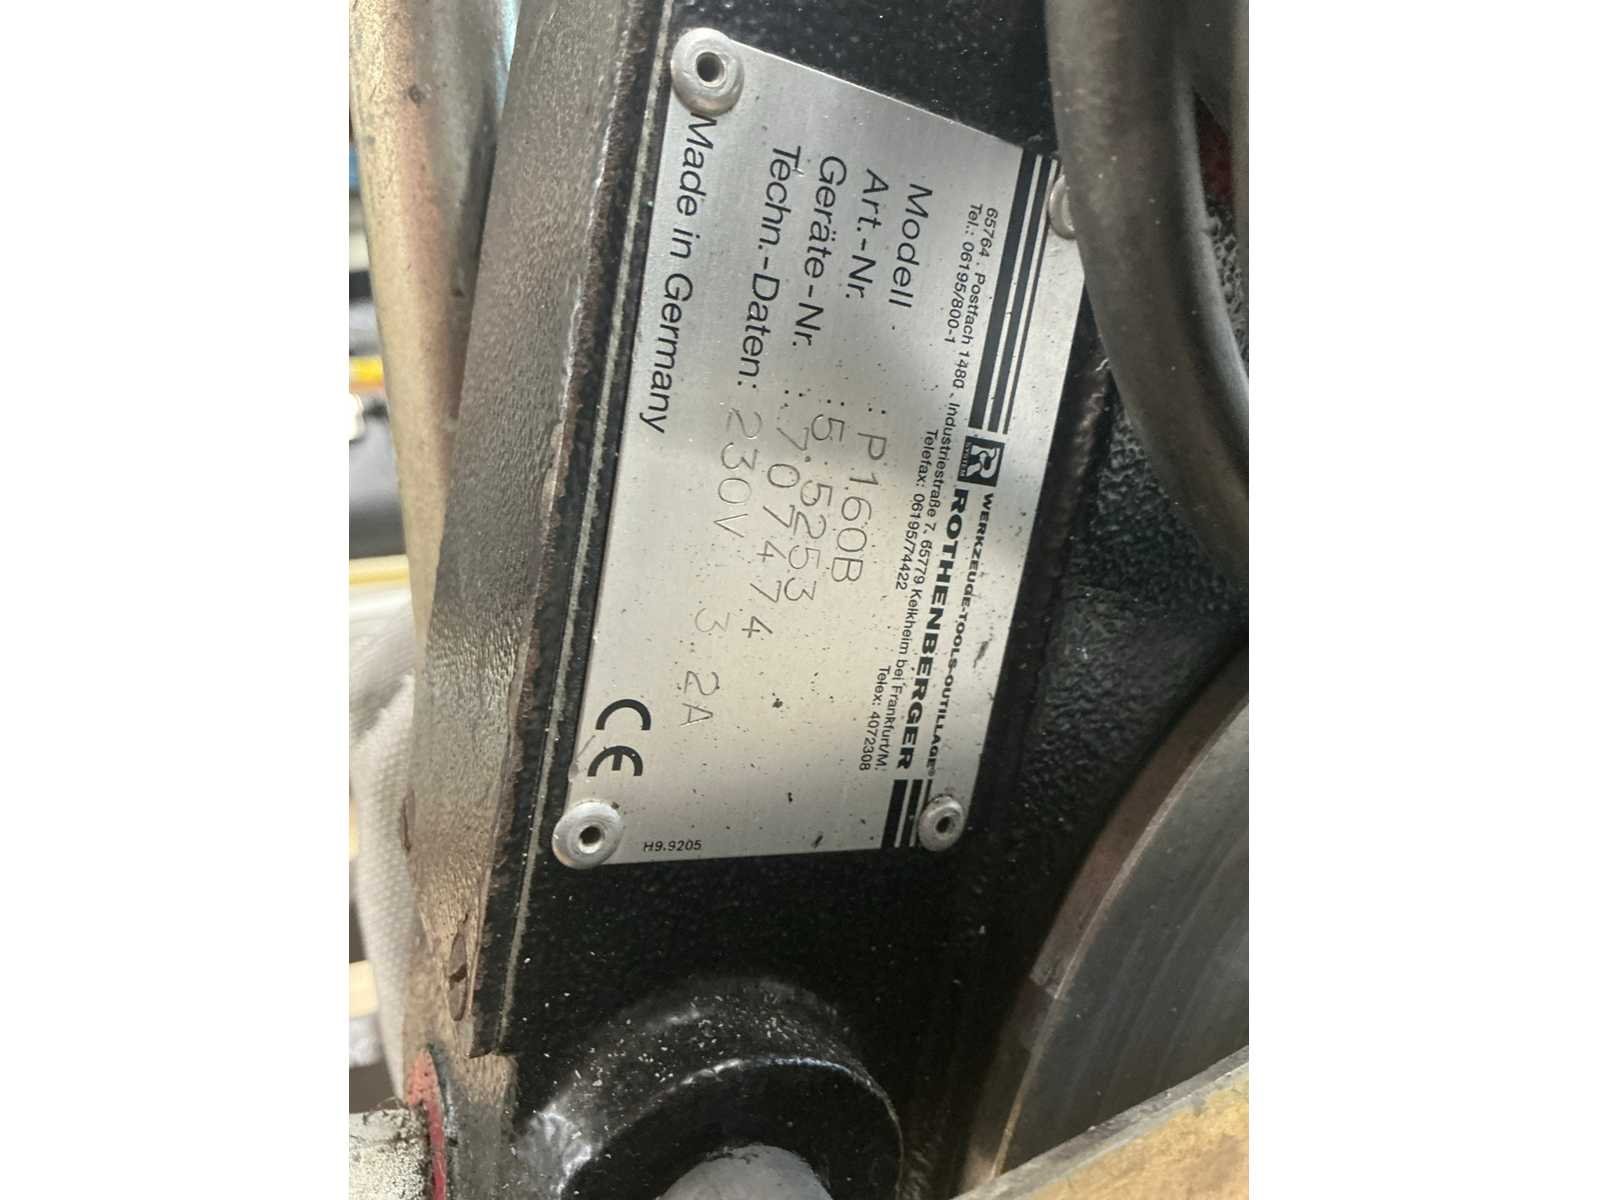 WERKZEUGE-TOOLS-OUTILLAGE®
R SYSTEM ROTHENBERGER
65764 . Postfach 1480 . Industriestraße 7, 65779 Kelkheim bei Frankfurt/M.
Tel.: 06195/800-1 Telefax: 06195/74422 Telex: 4072308
Modell : P160B
Art.-Nr. : 5.5253
Geräte-Nr. : 7074774
Techn.-Daten: 230V 3.2A
Made in Germany CE
H9.9205